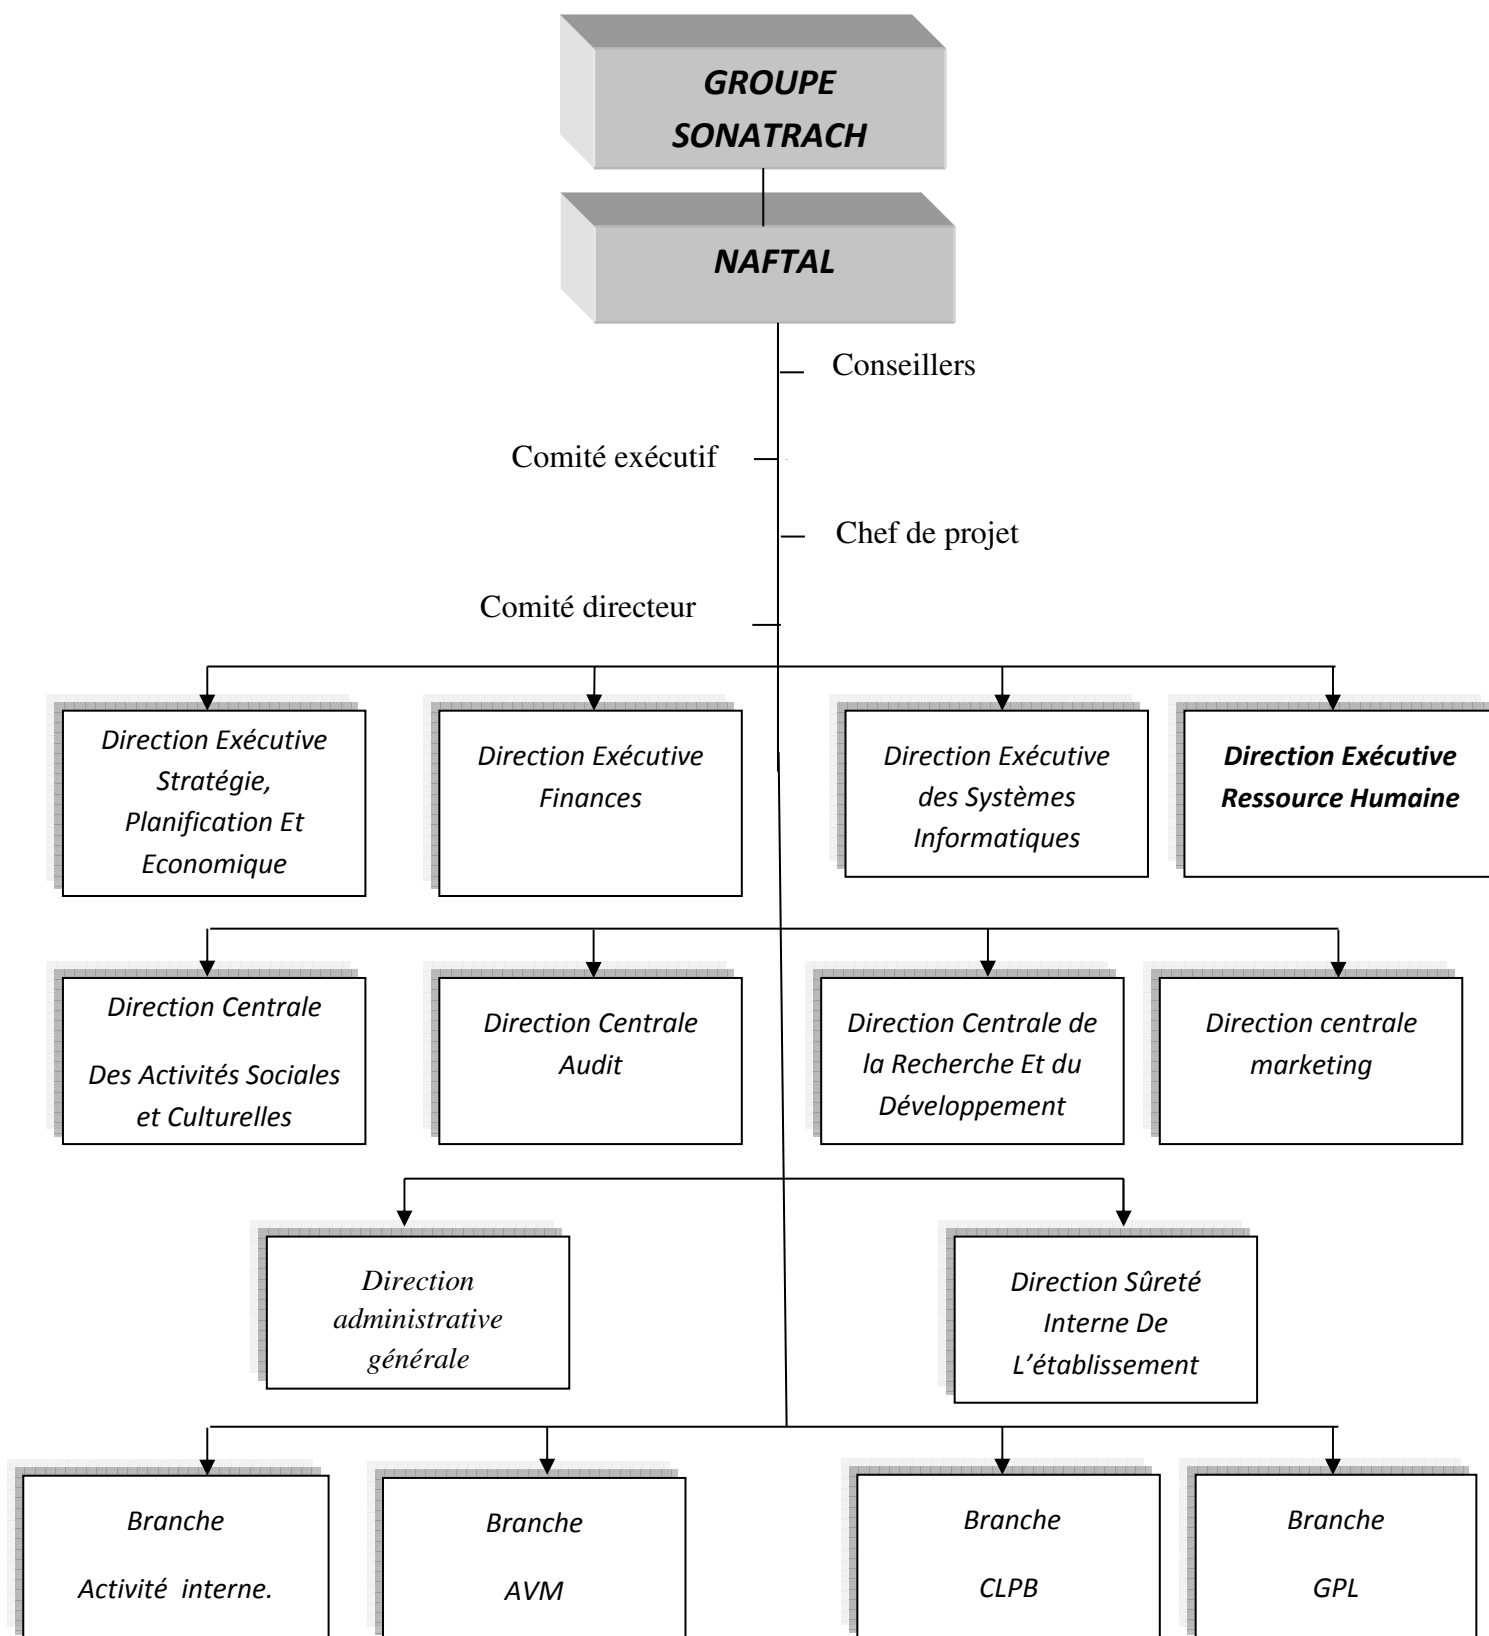 GROUPE
SONATRACH
NAFTAL
Conseillers
Comité exécutif
Chef de projet
Comité directeur
Direction Exécutive
Stratégie,
Planification Et
Economique
Direction Exécutive
Finances
Direction Exécutive
des Systèmes
Informatiques
Direction Exécutive
Ressource Humaine
Direction Centrale
Des Activités Sociales
et Culturelles
Direction Centrale
Audit
Direction Centrale de
la Recherche Et du
Développement
Direction centrale
marketing
Direction
administrative
générale
Direction Sûreté
Interne De
L’établissement
Branche
Activité interne.
Branche
AVM
Branche
CLPB
Branche
GPL